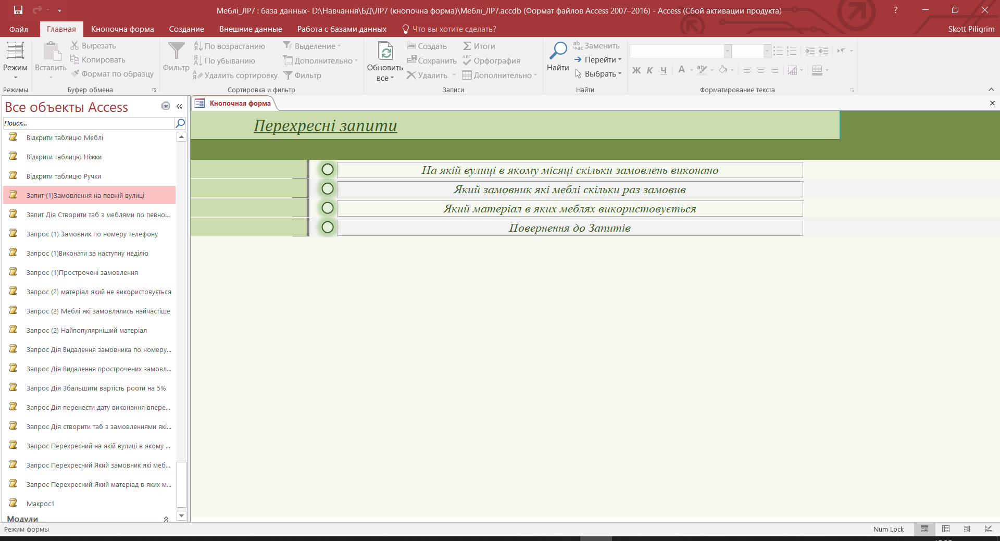 Меблі_ЛР7 : база данных- D:\Навчання\БД\ЛР7 (кнопочна форма)\Меблі_ЛР7.accdb (Формат файлов Access 2007–2016) - Access (Сбой активации продукта)
?
Файл Главная Кнопочна форма Создание Внешние данные Работа с базами данных Что вы хотите сделать? Skott Piligrim
Режим
Режимы
Вставить
Вырезать
Копировать
Формат по образцу
Буфер обмена
Фильтр
По возрастанию
По убыванию
Удалить сортировку
Выделение
Дополнительно
Фильтр
Сортировка и фильтр
Обновить
все
Создать
Сохранить
Удалить
Итоги
Орфография
Дополнительно
Записи
Найти
Заменить
Перейти
Выбрать
Найти
Ж К Ч А
Форматирование текста
Все объекты Access
Поиск...
Відкрити таблицю Меблі
Відкрити таблицю Ніжки
Відкрити таблицю Ручки
Запит (1)Замовлення на певній вулиці
Запит Дія Створити таб з меблями по певно...
Запрос (1) Замовник по номеру телефону
Запрос (1)Виконати за наступну неділю
Запрос (1)Прострочені замовлення
Запрос (2) матеріал який не використовується
Запрос (2) Меблі які замовлялись найчастіше
Запрос (2) Найпопулярніший матеріал
Запрос Дія Видалення замовника по номеру...
Запрос Дія Видалення прострочених замовл...
Запрос Дія Збальшити вартість рооти на 5%
Запрос Дія перенести дату виконання впере...
Запрос Дія створити таб з замовленнями які...
Запрос Перехресний на якій вулиці в якому ...
Запрос Перехресний Який замовник які меб...
Запрос Перехресний Який матеріад в яких м...
Макрос1
Модули
Кнопочная форма
Перехресні запити
На якій вулиці в якому місяці скільки замовлень виконано
Який замовник які меблі скільки раз замовив
Який матеріал в яких меблях використовується
Повернення до Запитів
Режим формы
Num Lock